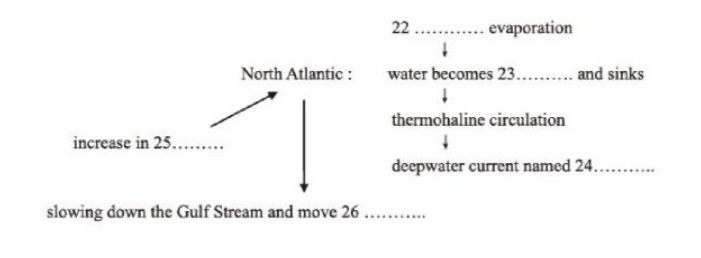 22 ............ evaporation
North Atlantic : water becomes 23.......... and sinks
thermohaline circulation
increase in 25.........
deepwater current named 24...........
slowing down the Gulf Stream and move 26 ...........